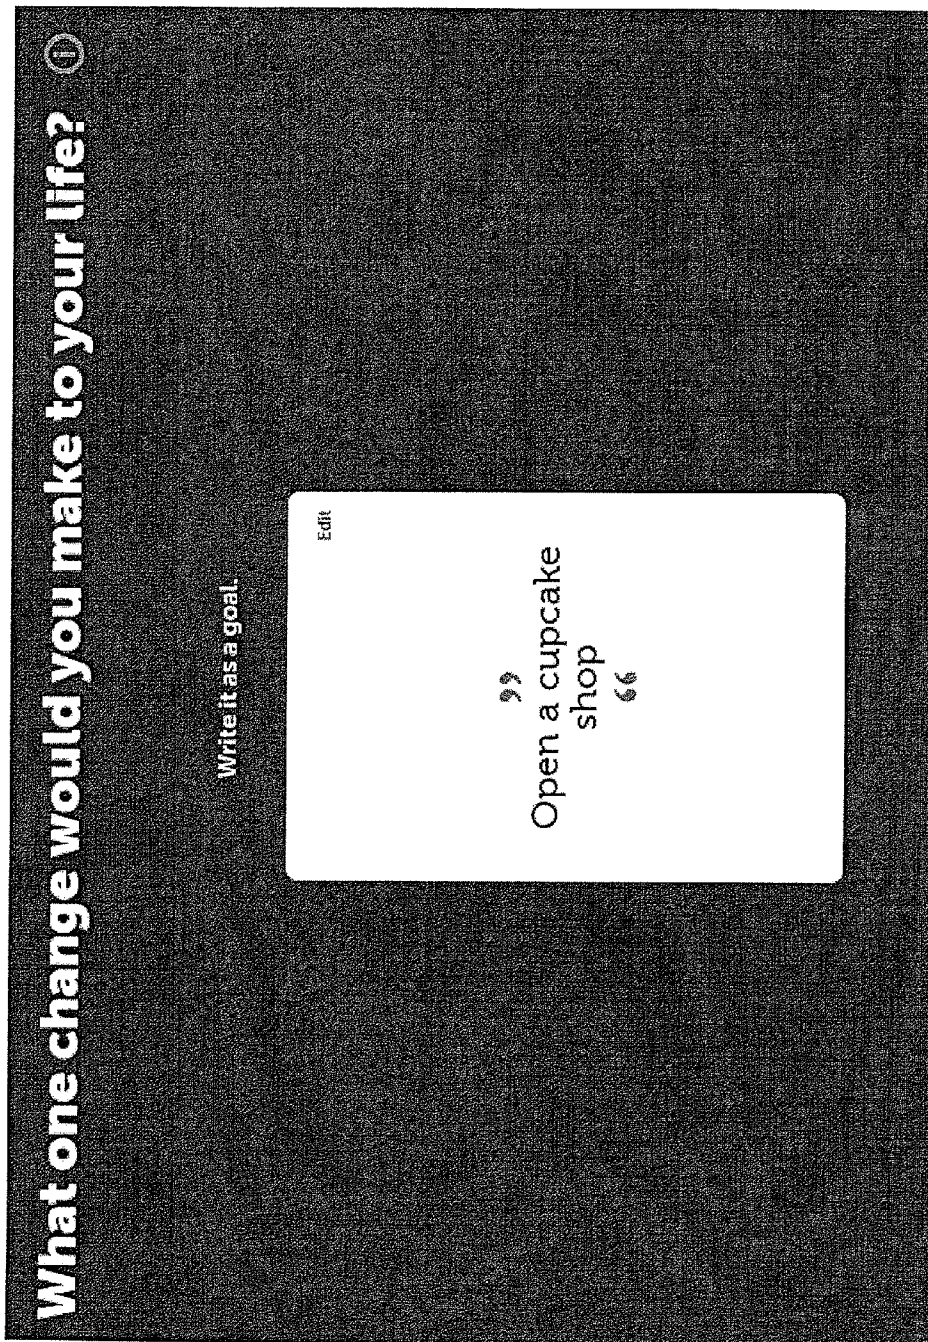 What one change would you make to your life?
Write it as a goal.
Edit
”
Open a cupcake
shop
“